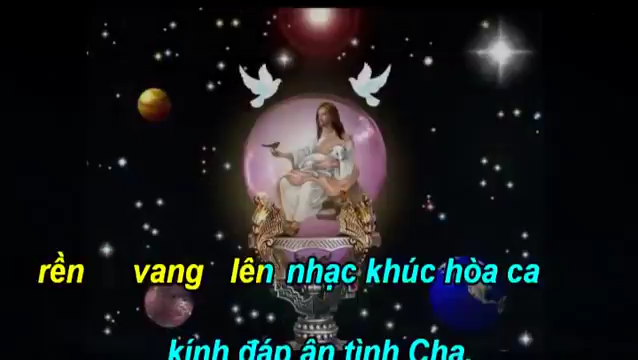 rền vang lên nhạc khúc hòa ca
kính đáp ân tình Cha.